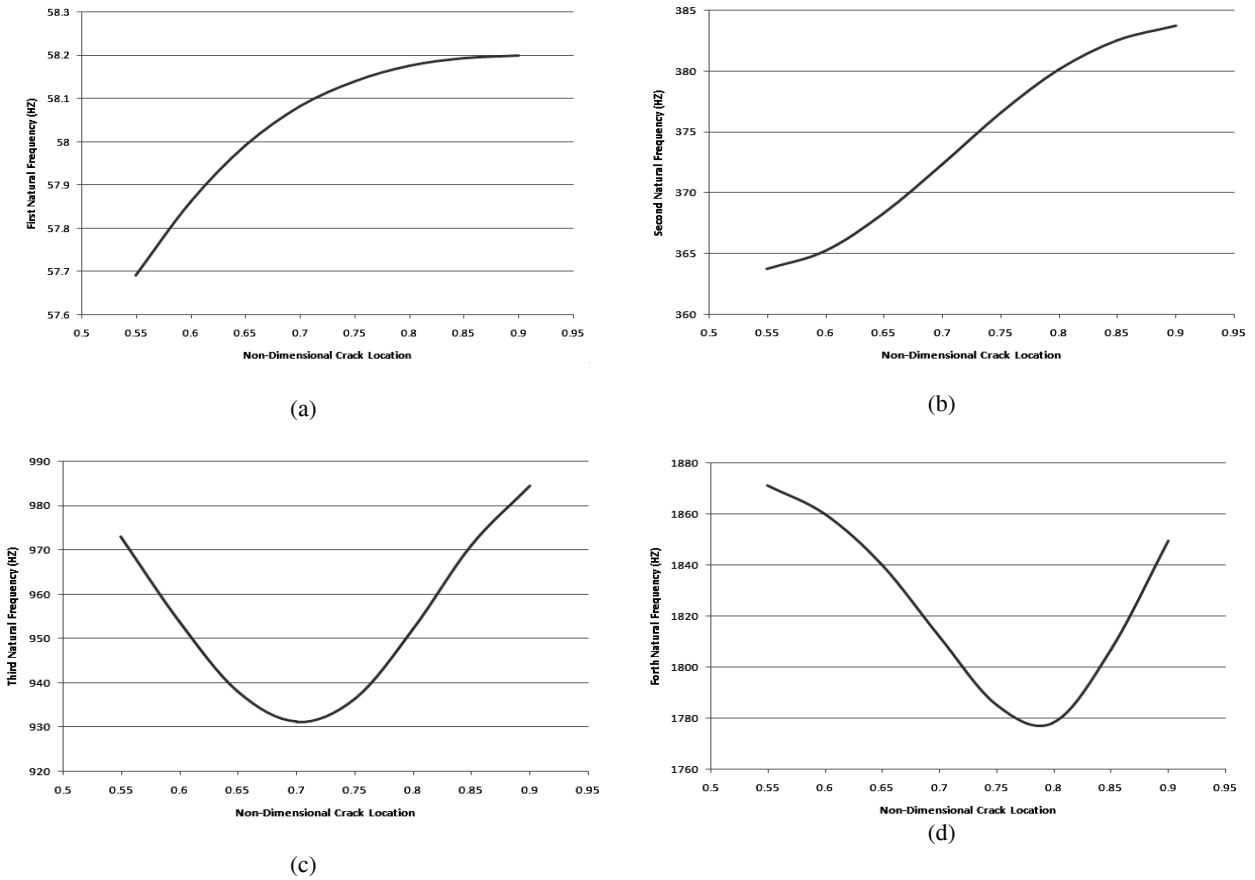 First Natural Frequency (HZ)
58.3
58.2
58.1
58
57.9
57.8
57.7
57.6
0.5 0.55 0.6 0.65 0.7 0.75 0.8 0.85 0.9 0.95
Non-Dimensional Crack Location
(a)
Second Natural Frequency (HZ)
385
380
375
370
365
360
0.5 0.55 0.6 0.65 0.7 0.75 0.8 0.85 0.9 0.95
Non-Dimensional Crack Location
(b)
Third Natural Frequency (HZ)
990
980
970
960
950
940
930
920
0.5 0.55 0.6 0.65 0.7 0.75 0.8 0.85 0.9 0.95
Non-Dimensional Crack Location
(c)
Forth Natural Frequency (HZ)
1880
1860
1840
1820
1800
1780
1760
0.5 0.55 0.6 0.65 0.7 0.75 0.8 0.85 0.9 0.95
Non-Dimensional Crack Location
(d)